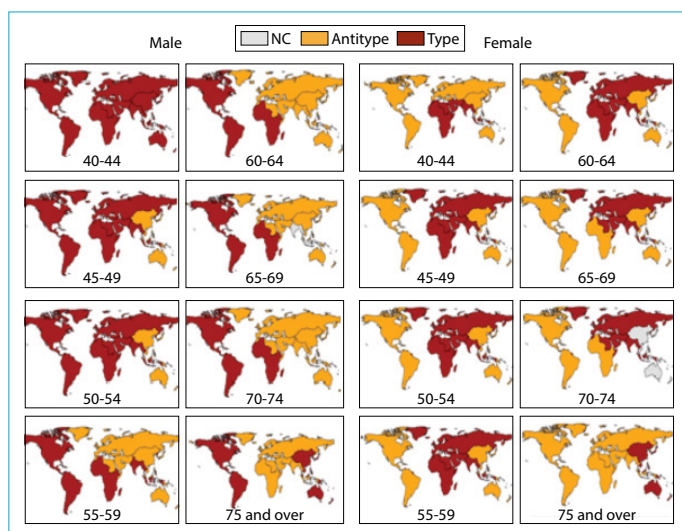 Male NC Antitype Type Female
40-44 60-64 40-44 60-64
45-49 65-69 45-49 65-69
50-54 70-74 50-54 70-74
55-59 75 and over 55-59 75 and over